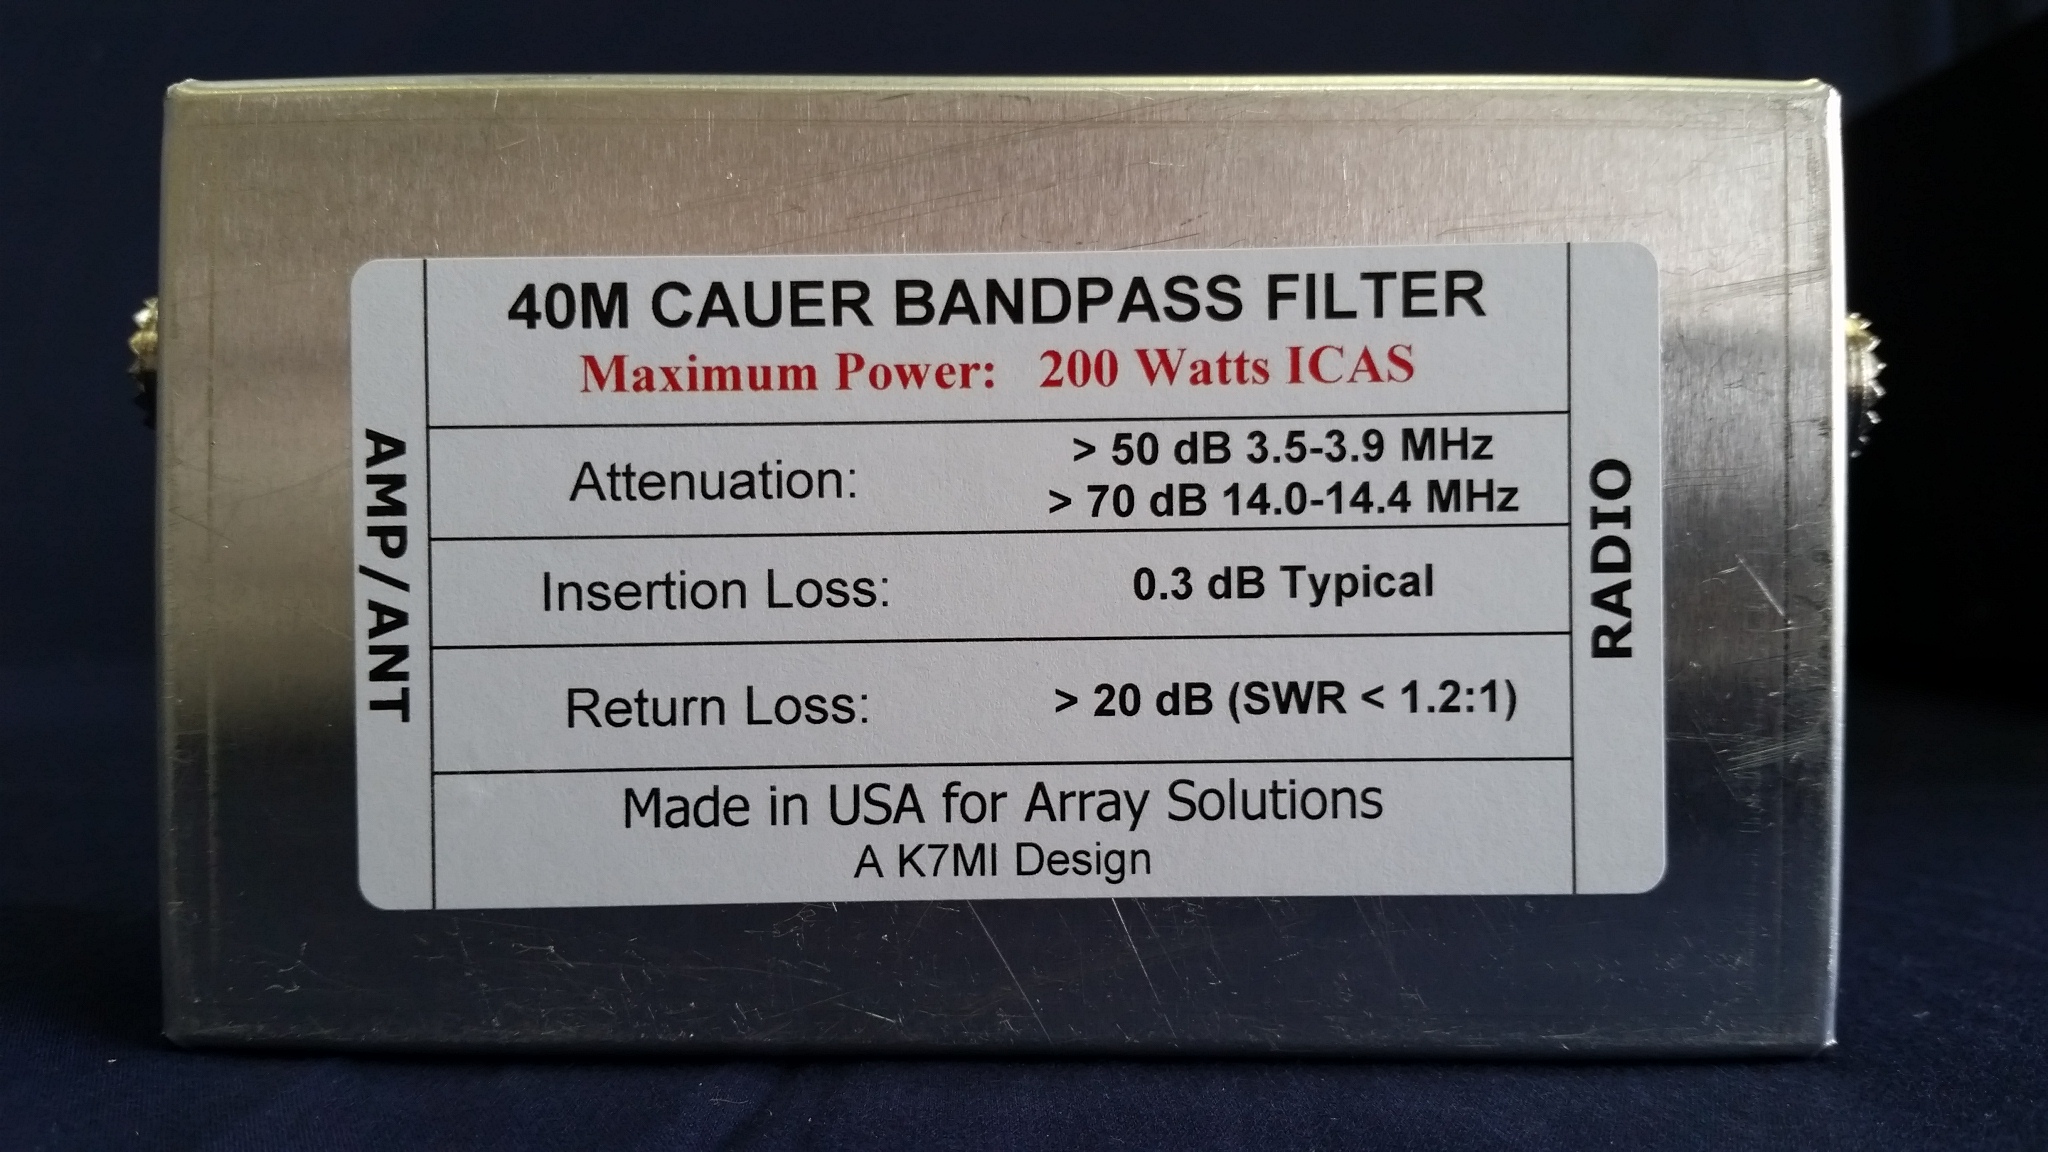 40M CAUER BANDPASS FILTER
Maximum Power: 200 Watts ICAS
AMP/ANT
Attenuation:
> 50 dB 3.5-3.9 MHz
> 70 dB 14.0-14.4 MHz
Insertion Loss: 0.3 dB Typical
Return Loss: > 20 dB (SWR < 1.2:1)
Made in USA for Array Solutions
A K7MI Design
RADIO